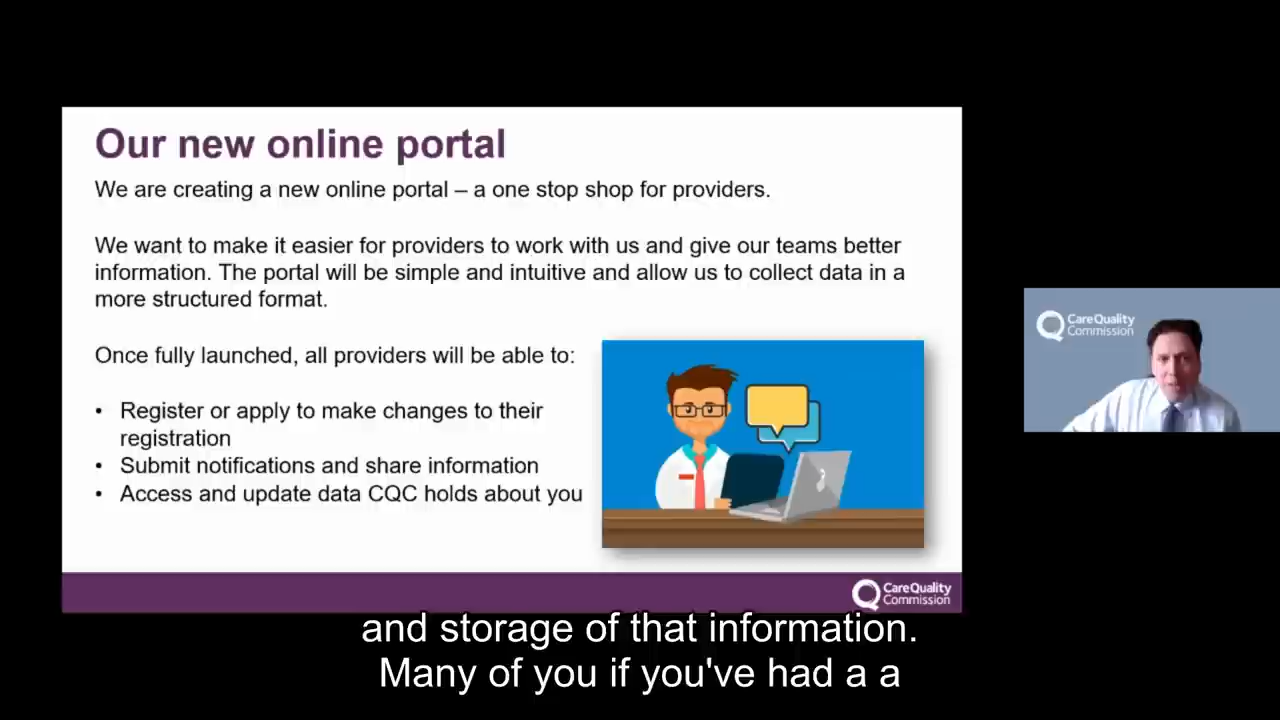 Our new online portal
We are creating a new online portal – a one stop shop for providers.
We want to make it easier for providers to work with us and give our teams better
information. The portal will be simple and intuitive and allow us to collect data in a
more structured format.
Once fully launched, all providers will be able to:
• Register or apply to make changes to their
registration
• Submit notifications and share information
• Access and update data CQC holds about you
CareQuality
Commission
CareQuality
Commission
and storage of that information.
Many of you if you've had a a